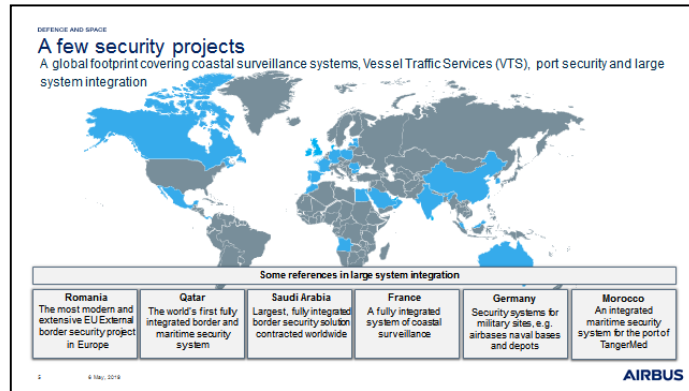 DEFENCE AND SPACE
A few security projects
A global footprint covering coastal surveillance systems, Vessel Traffic Services (VTS), port security and large
system integration
Some references in large system integration
Romania
The most modern and
extensive EU External
border security project
in Europe
Qatar
The world's first fully
integrated border and
maritime security
system
Saudi Arabia
Largest, fully integrated
border security solution
contracted worldwide
France
A fully integrated
system of coastal
surveillance
Germany
Security systems for
military sites, e.g.
airbases naval bases
and depots
Morocco
An integrated
maritime security
system for the port of
TangerMed
5
6 May, 2019
AIRBUS